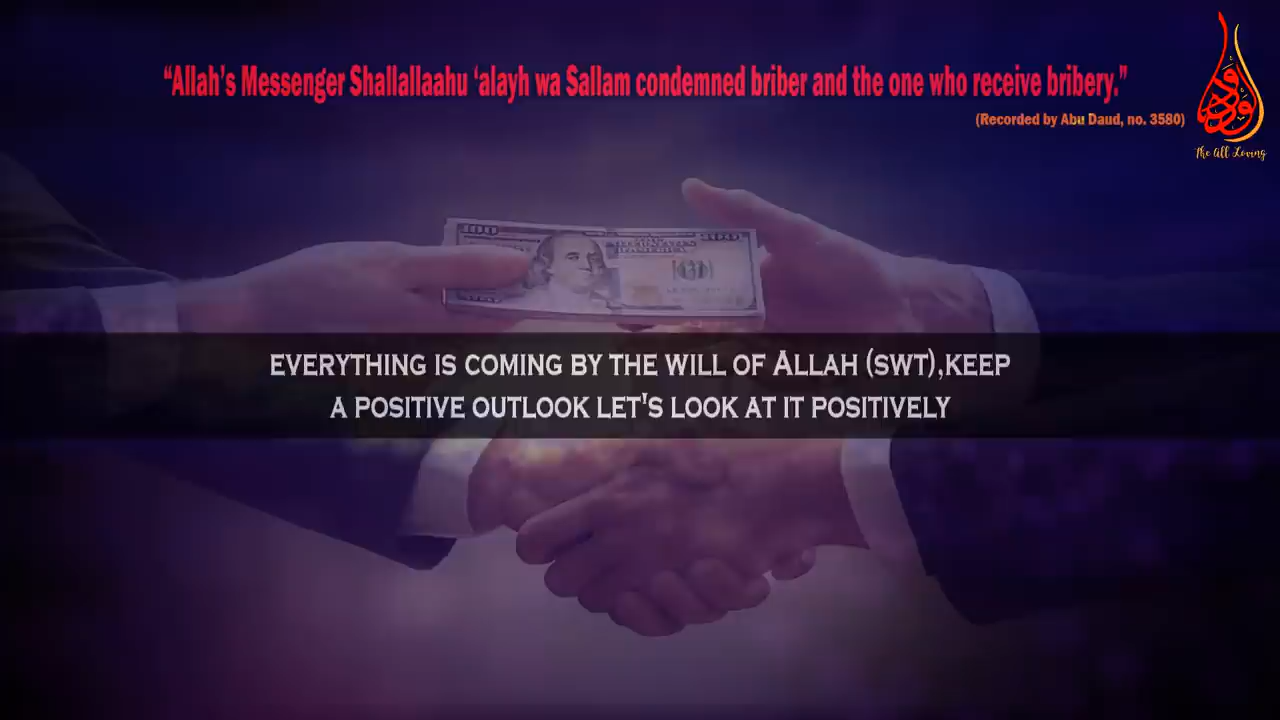 “Allah’s Messenger Shallallaahu ‘alayh wa Sallam condemned briber and the one who receive bribery.”
(Recorded by Abu Daud, no. 3580)
The All Loving
EVERYTHING IS COMING BY THE WILL OF ALLAH (SWT),KEEP
A POSITIVE OUTLOOK LET'S LOOK AT IT POSITIVELY
100